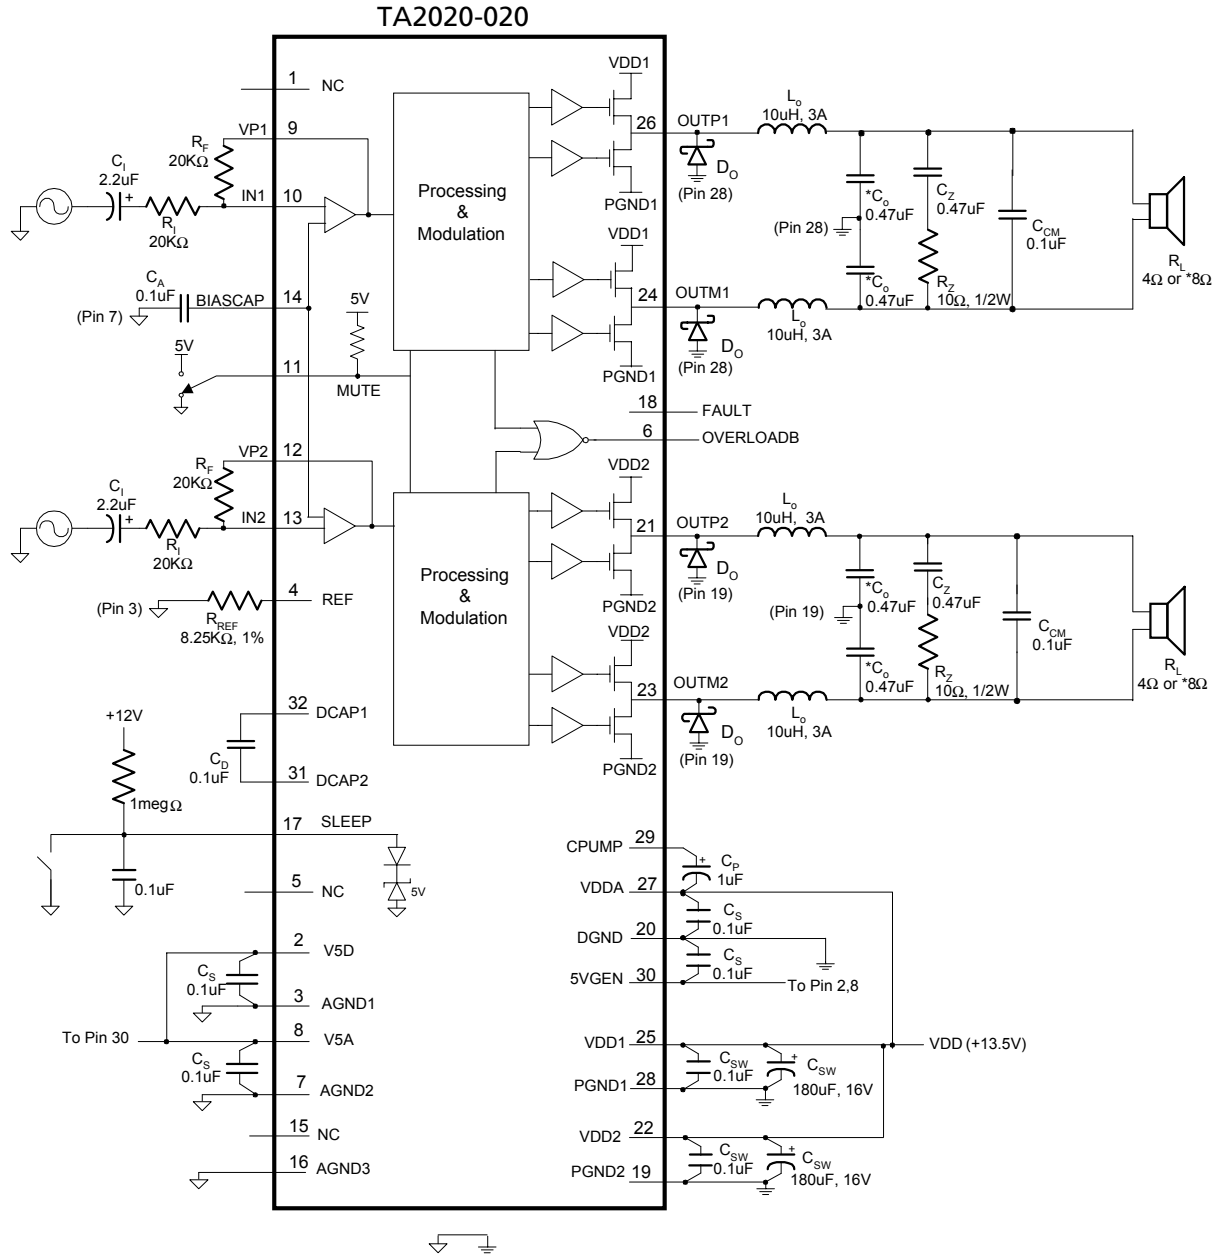 TA2020-020
1 NC
VP1 9
R_F
20KΩ
C_I
2.2uF
+
IN1 10
R_I
20KΩ
C_A
0.1uF
BIASCAP 14
(Pin 7)
5V
5V
11
MUTE
VP2 12
R_F
20KΩ
C_I
2.2uF
+
IN2 13
R_I
20KΩ
4 REF
(Pin 3)
R_REF
8.25KΩ, 1%
32 DCAP1
C_D
0.1uF
31 DCAP2
+12V
1megΩ
17 SLEEP
0.1uF
5V
5 NC
2 V5D
C_S
0.1uF
3 AGND1
To Pin 30
8 V5A
C_S
0.1uF
7 AGND2
15 NC
16 AGND3
Processing
&
Modulation
Processing
&
Modulation
VDD1
26 OUTP1
PGND1
VDD1
24 OUTM1
PGND1
D_O
(Pin 28)
D_O
(Pin 28)
L_o
10uH, 3A
L_o
10uH, 3A
*C_o
0.47uF
(Pin 28)
*C_o
0.47uF
C_Z
0.47uF
R_Z
10Ω, 1/2W
C_CM
0.1uF
R_L
4Ω or *8Ω
18 FAULT
6 OVERLOADB
VDD2
21 OUTP2
PGND2
VDD2
23 OUTM2
PGND2
D_O
(Pin 19)
D_O
(Pin 19)
L_o
10uH, 3A
L_o
10uH, 3A
*C_o
0.47uF
(Pin 19)
*C_o
0.47uF
C_Z
0.47uF
R_Z
10Ω, 1/2W
C_CM
0.1uF
R_L
4Ω or *8Ω
CPUMP 29
+
C_P
1uF
VDDA 27
C_S
0.1uF
DGND 20
C_S
0.1uF
5VGEN 30
To Pin 2,8
VDD1 25
VDD (+13.5V)
C_SW
0.1uF
+
C_SW
180uF, 16V
PGND1 28
VDD2 22
C_SW
0.1uF
+
C_SW
180uF, 16V
PGND2 19